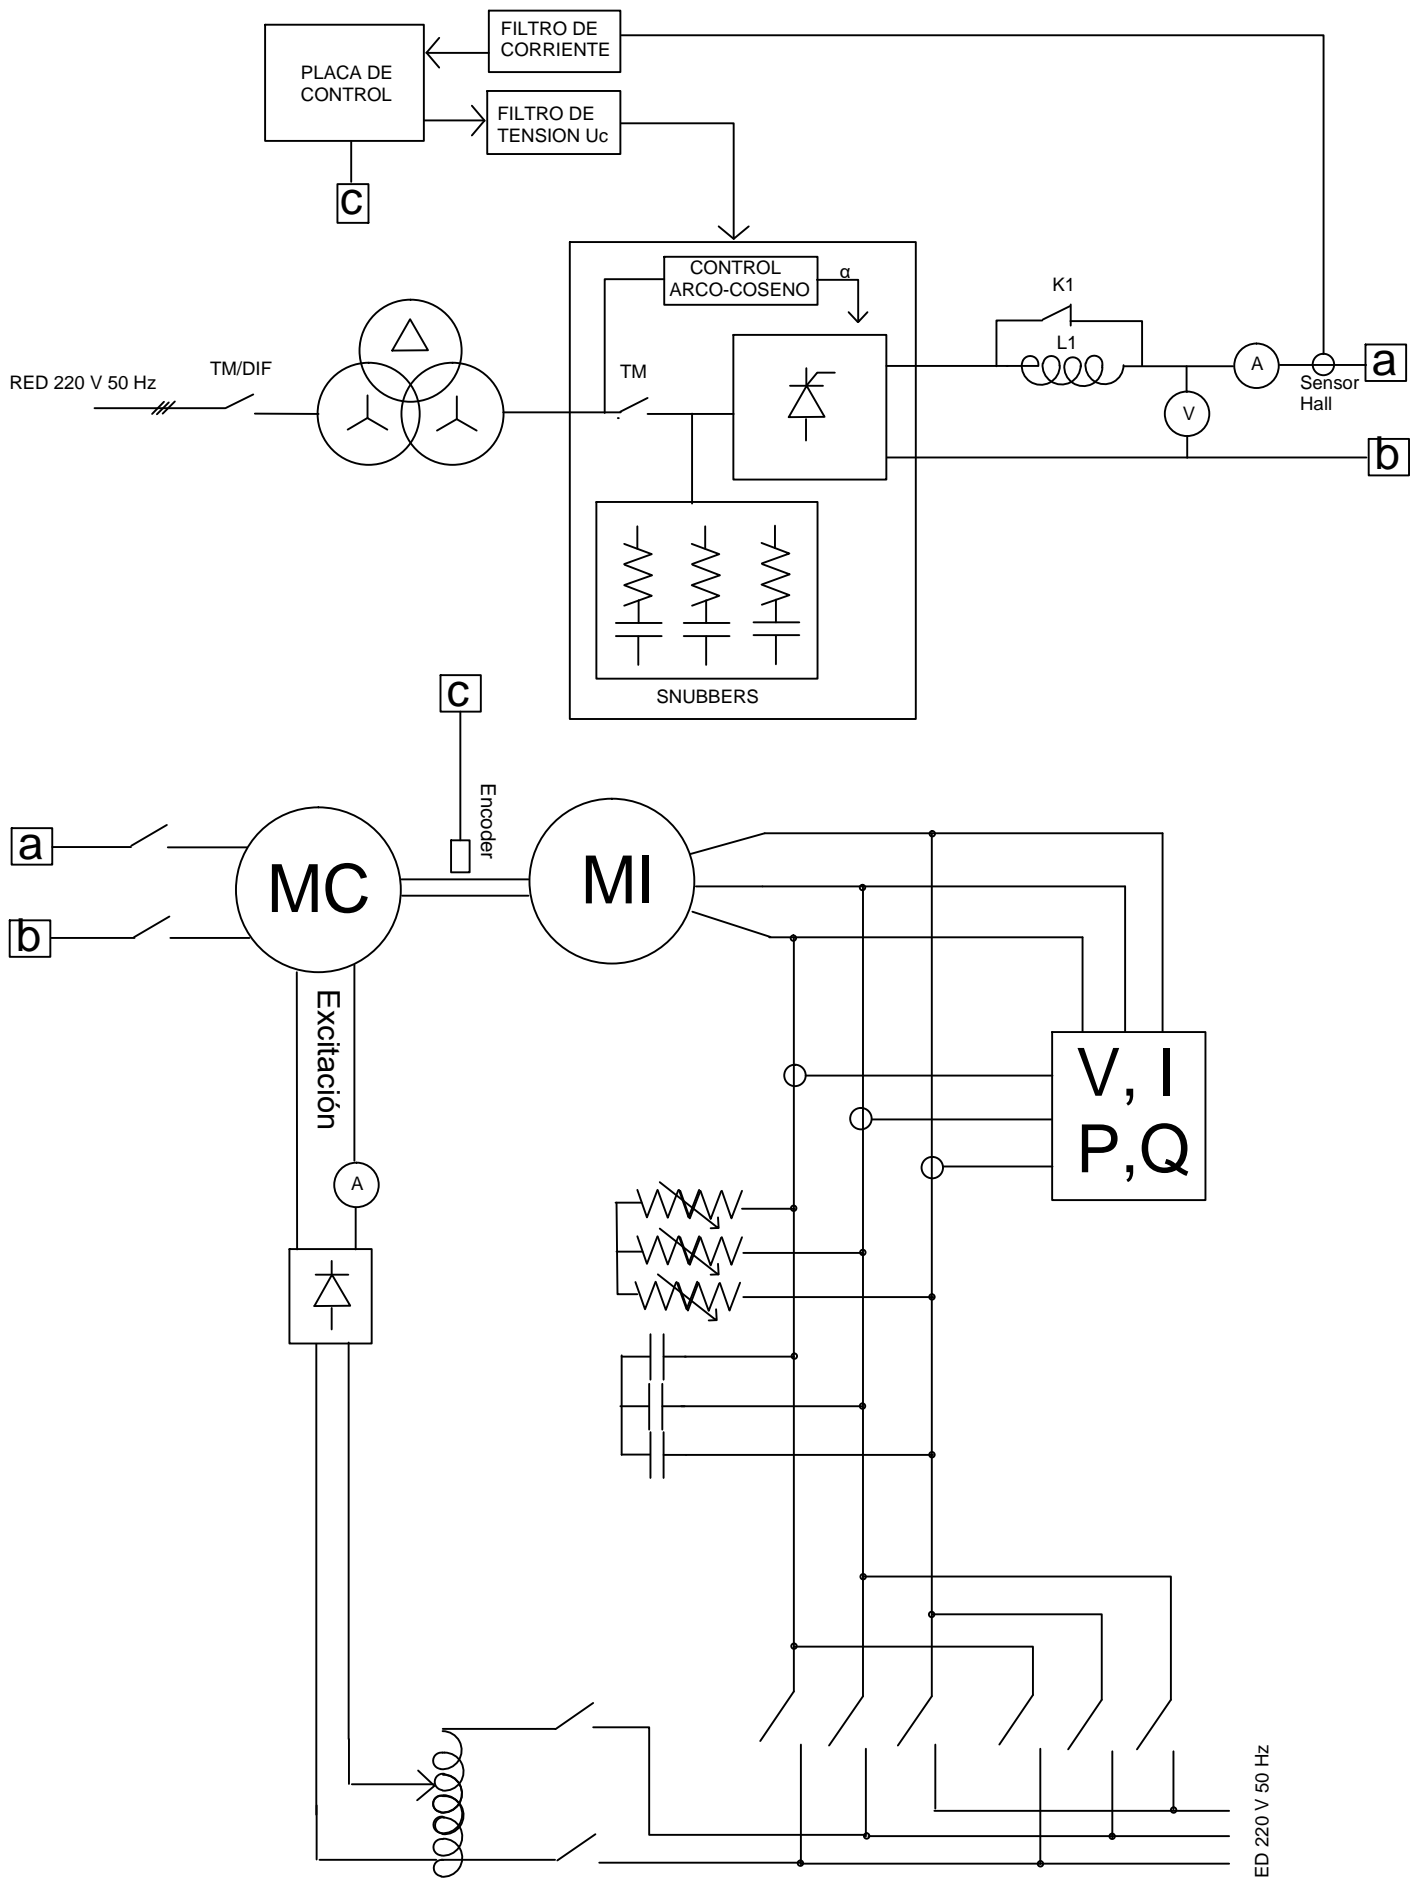 FILTRO DE
CORRIENTE
PLACA DE
CONTROL
FILTRO DE
TENSION Uc
c
CONTROL
ARCO-COSENO
α
K1
L1
TM/DIF
TM
RED 220 V 50 Hz
A
a
Sensor
Hall
V
b
SNUBBERS
c
Encoder
a
MC
MI
b
Excitación
V, I
P,Q
A
ED 220 V 50 Hz